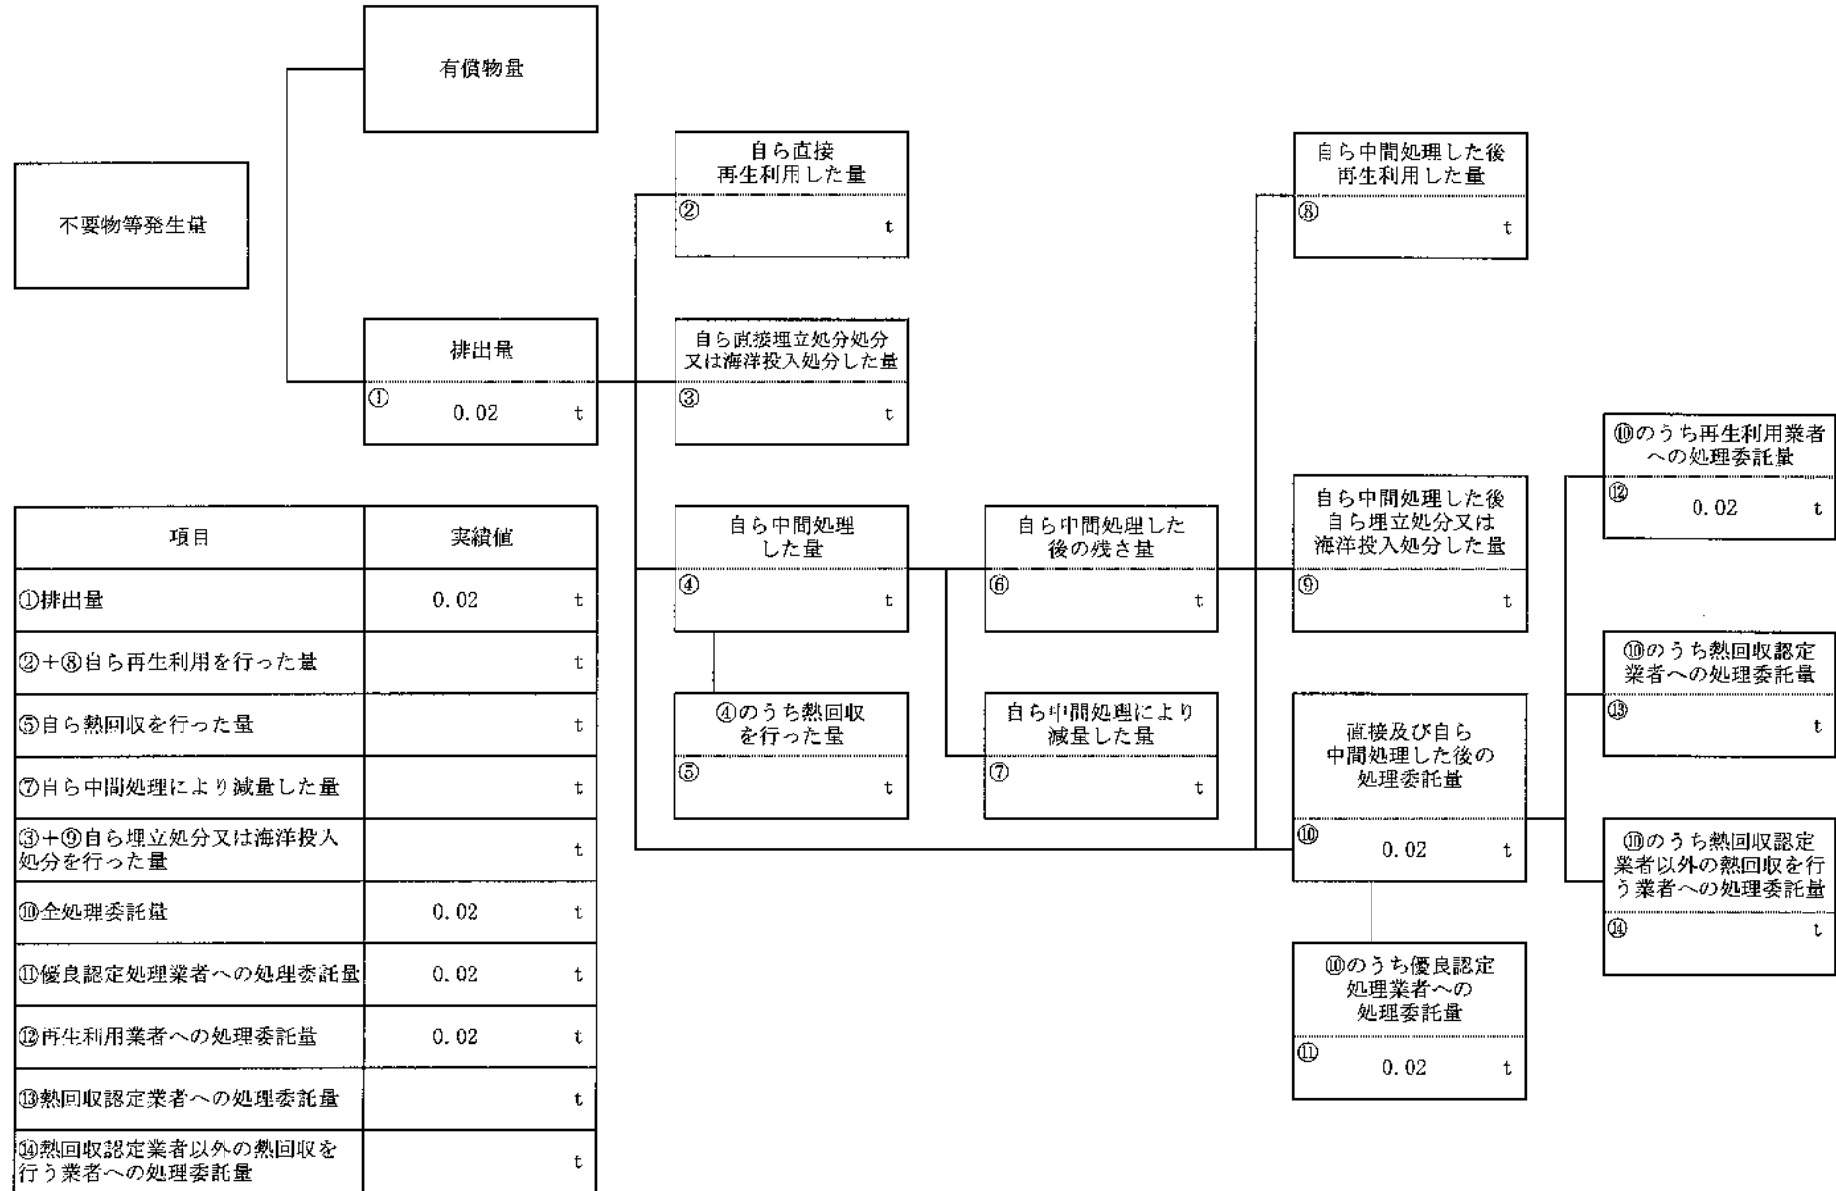 有償物量
不要物等発生量
自ら直接
再生利用した量
②
t
自ら中間処理した後
再生利用した量
⑧
t
排出量
①
0.02 t
自ら直接埋立処分処分
又は海洋投入処分した量
③
t
自ら中間処理
した量
④
t
自ら中間処理した
後の残さ量
⑥
t
自ら中間処理した後
自ら埋立処分又は
海洋投入処分した量
⑨
t
⑩のうち再生利用業者
への処理委託量
⑫
0.02 t
④のうち熱回収
を行った量
⑤
t
自ら中間処理により
減量した量
⑦
t
直接及び自ら
中間処理した後の
処理委託量
⑩
0.02 t
⑩のうち熱回収認定
業者への処理委託量
⑬
t
⑩のうち熱回収認定
業者以外の熱回収を行
う業者への処理委託量
⑭
t
⑩のうち優良認定
処理業者への
処理委託量
⑪
0.02 t
項目 実績値
①排出量 0.02 t
②+⑧自ら再生利用を行った量 t
⑤自ら熱回収を行った量 t
⑦自ら中間処理により減量した量 t
③+⑨自ら埋立処分又は海洋投入
処分を行った量 t
⑩全処理委託量 0.02 t
⑪優良認定処理業者への処理委託量 0.02 t
⑫再生利用業者への処理委託量 0.02 t
⑬熱回収認定業者への処理委託量 t
⑭熱回収認定業者以外の熱回収を
行う業者への処理委託量 t